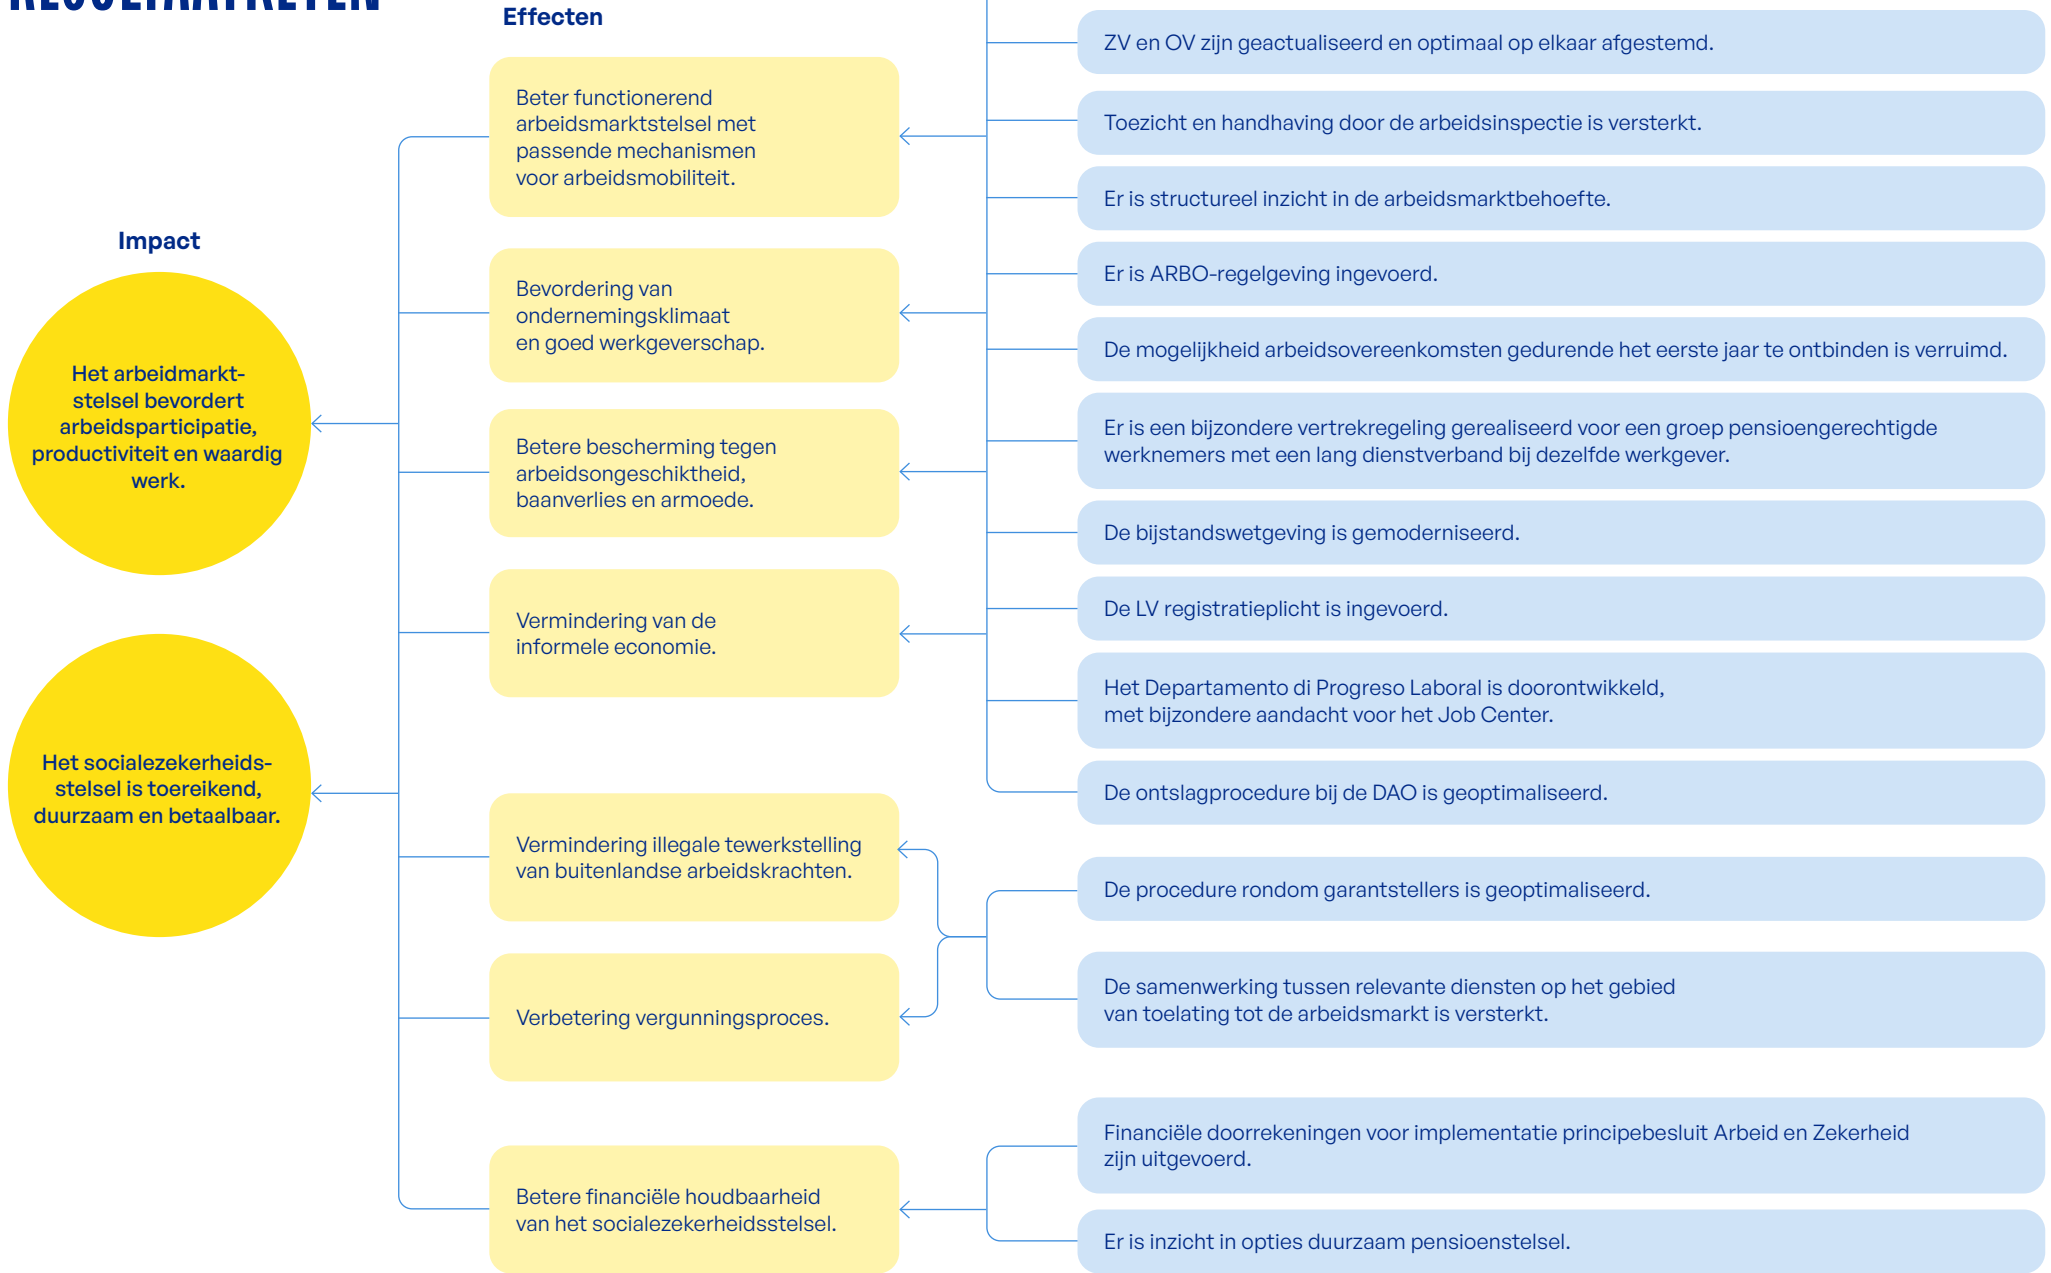 RESULTAATKETEN
Effecten
Impact
Het arbeidmarkt-
stelsel bevordert
arbeidsparticipatie,
productiviteit en waardig
werk.
Het socialezekerheids-
stelsel is toereikend,
duurzaam en betaalbaar.
Beter functionerend
arbeidsmarktstelsel met
passende mechanismen
voor arbeidsmobiliteit.
Bevordering van
ondernemingsklimaat
en goed werkgeverschap.
Betere bescherming tegen
arbeidsongeschiktheid,
baanverlies en armoede.
Vermindering van de
informele economie.
Vermindering illegale tewerkstelling
van buitenlandse arbeidskrachten.
Verbetering vergunningsproces.
Betere financiële houdbaarheid
van het socialezekerheidsstelsel.
ZV en OV zijn geactualiseerd en optimaal op elkaar afgestemd.
Toezicht en handhaving door de arbeidsinspectie is versterkt.
Er is structureel inzicht in de arbeidsmarktbehoefte.
Er is ARBO-regelgeving ingevoerd.
De mogelijkheid arbeidsovereenkomsten gedurende het eerste jaar te ontbinden is verruimd.
Er is een bijzondere vertrekregeling gerealiseerd voor een groep pensioengerechtigde
werknemers met een lang dienstverband bij dezelfde werkgever.
De bijstandswetgeving is gemoderniseerd.
De LV registratieplicht is ingevoerd.
Het Departamento di Progreso Laboral is doorontwikkeld,
met bijzondere aandacht voor het Job Center.
De ontslagprocedure bij de DAO is geoptimaliseerd.
De procedure rondom garantstellers is geoptimaliseerd.
De samenwerking tussen relevante diensten op het gebied
van toelating tot de arbeidsmarkt is versterkt.
Financiële doorrekeningen voor implementatie principebesluit Arbeid en Zekerheid
zijn uitgevoerd.
Er is inzicht in opties duurzaam pensioenstelsel.